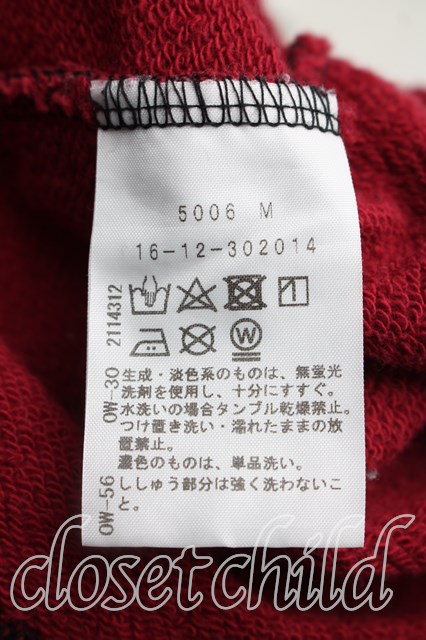 5006 M
16-12-302014
2114312
W
OW-30
生成・淡色系のものは、無蛍光
洗剤を使用し、十分にすすぐ。
水洗いの場合タンブル乾燥禁止。
つけ置き洗い・濡れたままの放
置禁止。
濃色のものは、単品洗い。
OW-56
ししゅう部分は強く洗わないこ
と。
closetchild